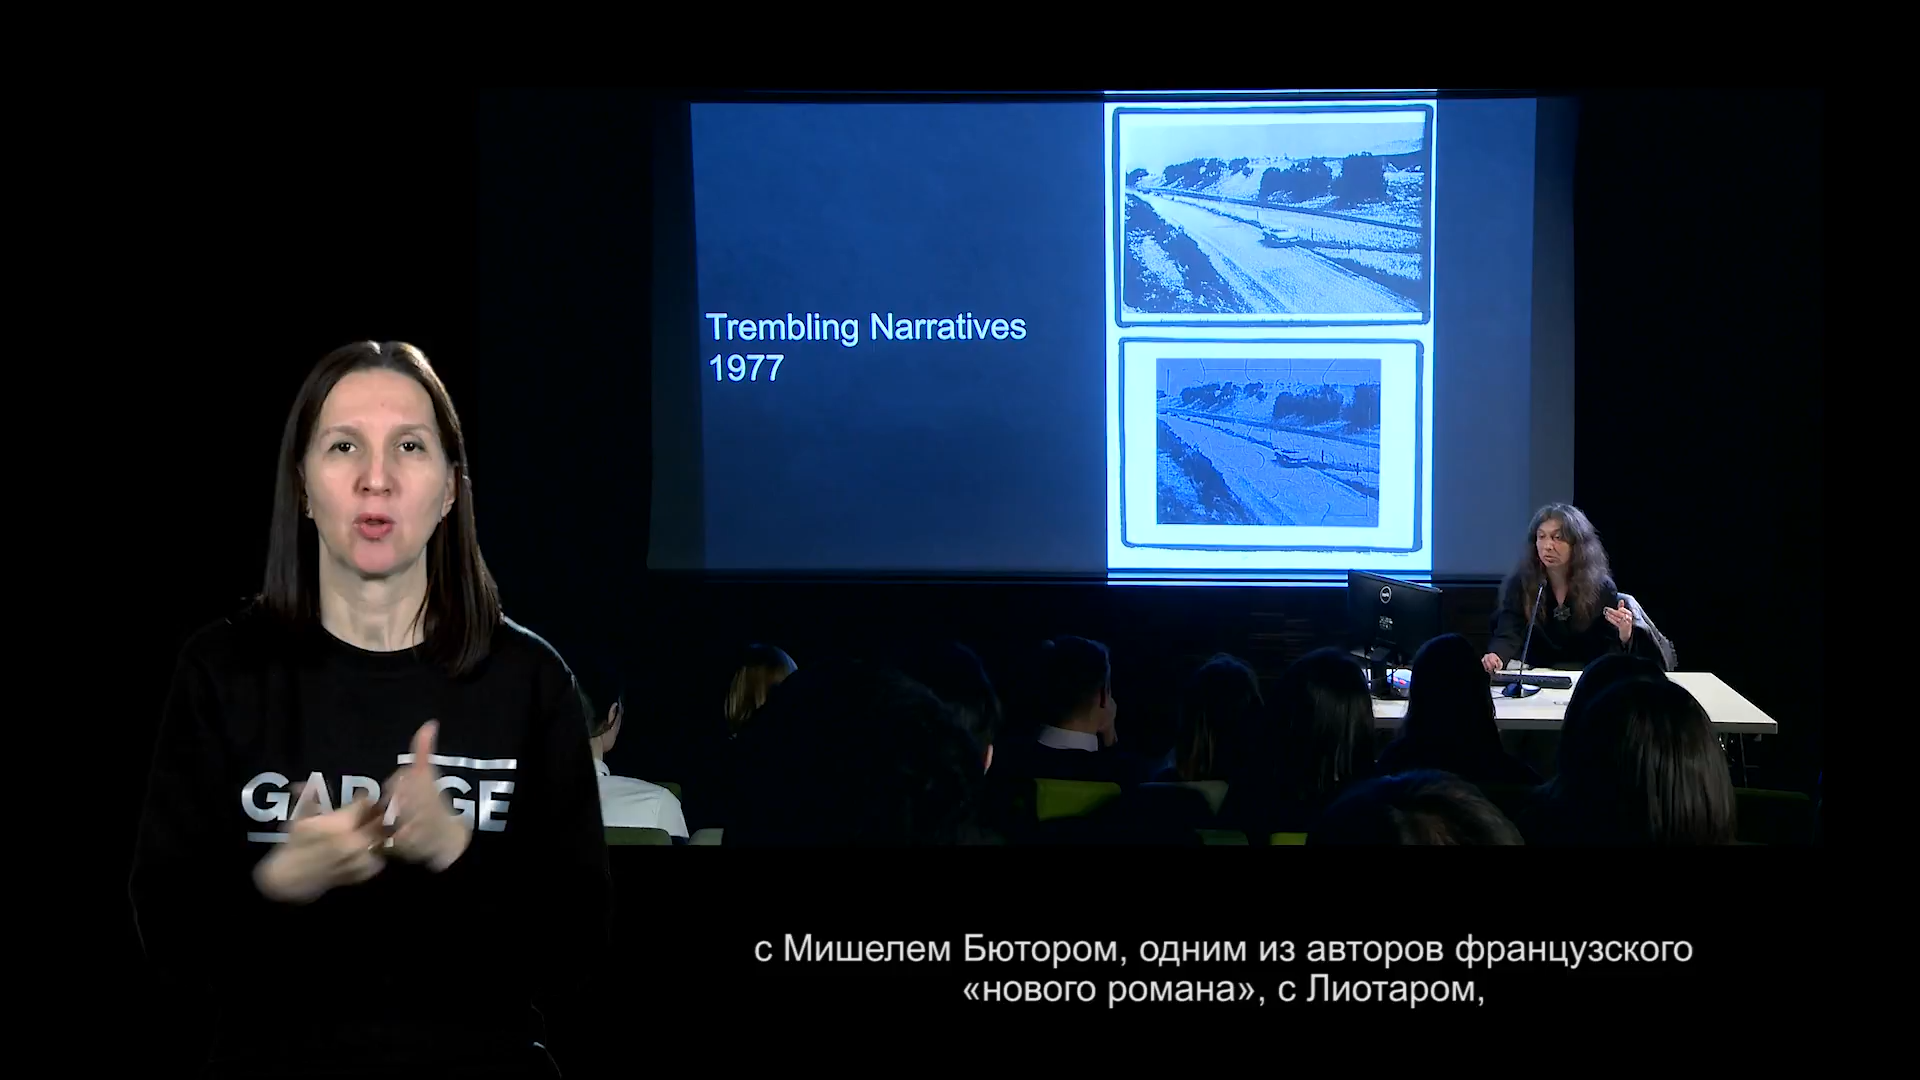 Trembling Narratives
1977
GARAGE
с Мишелем Бютором, одним из авторов французского
«нового романа», с Лиотаром,